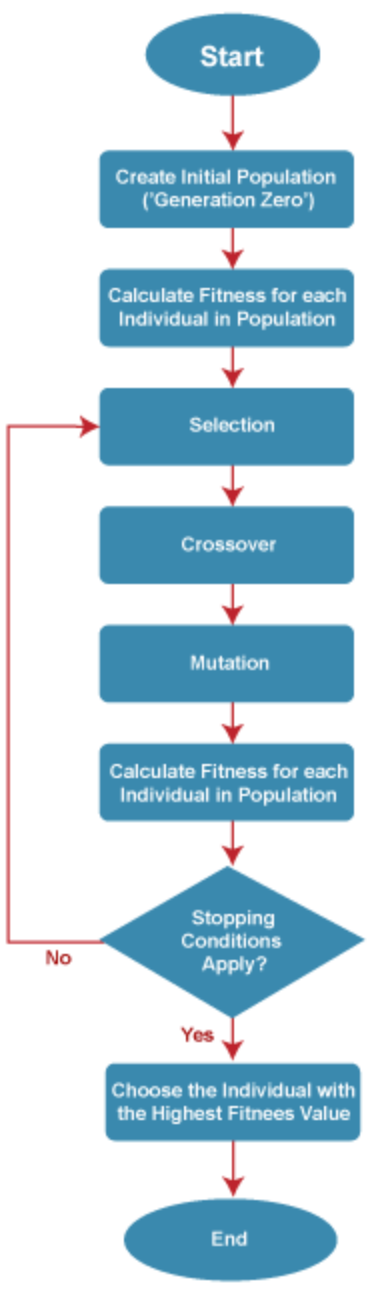 Start
Create Initial Population
('Generation Zero')
Calculate Fitness for each
Individual in Population
Selection
Crossover
Mutation
Calculate Fitness for each
Individual in Population
Stopping
Conditions
Apply?
No
Yes
Choose the Individual with
the Highest Fitnees Value
End